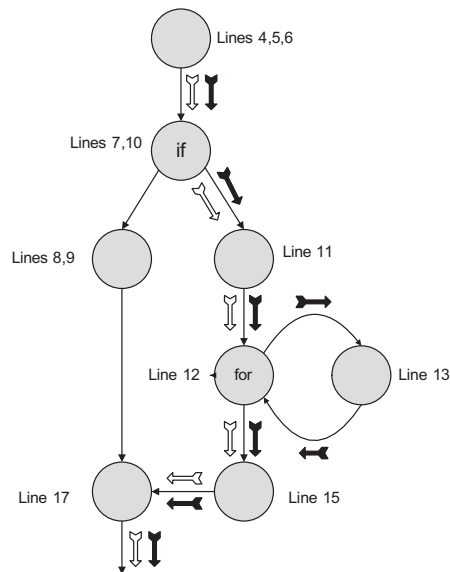 Lines 4,5,6
Lines 7,10
if
Lines 8,9
Line 11
Line 12
for
Line 13
Line 17
Line 15